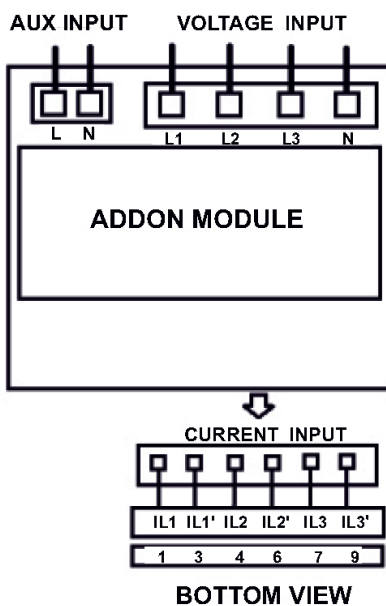 AUX INPUT VOLTAGE INPUT
L N L1 L2 L3 N
ADDON MODULE
CURRENT INPUT
IL1 IL1' IL2 IL2' IL3 IL3'
1 3 4 6 7 9
BOTTOM VIEW